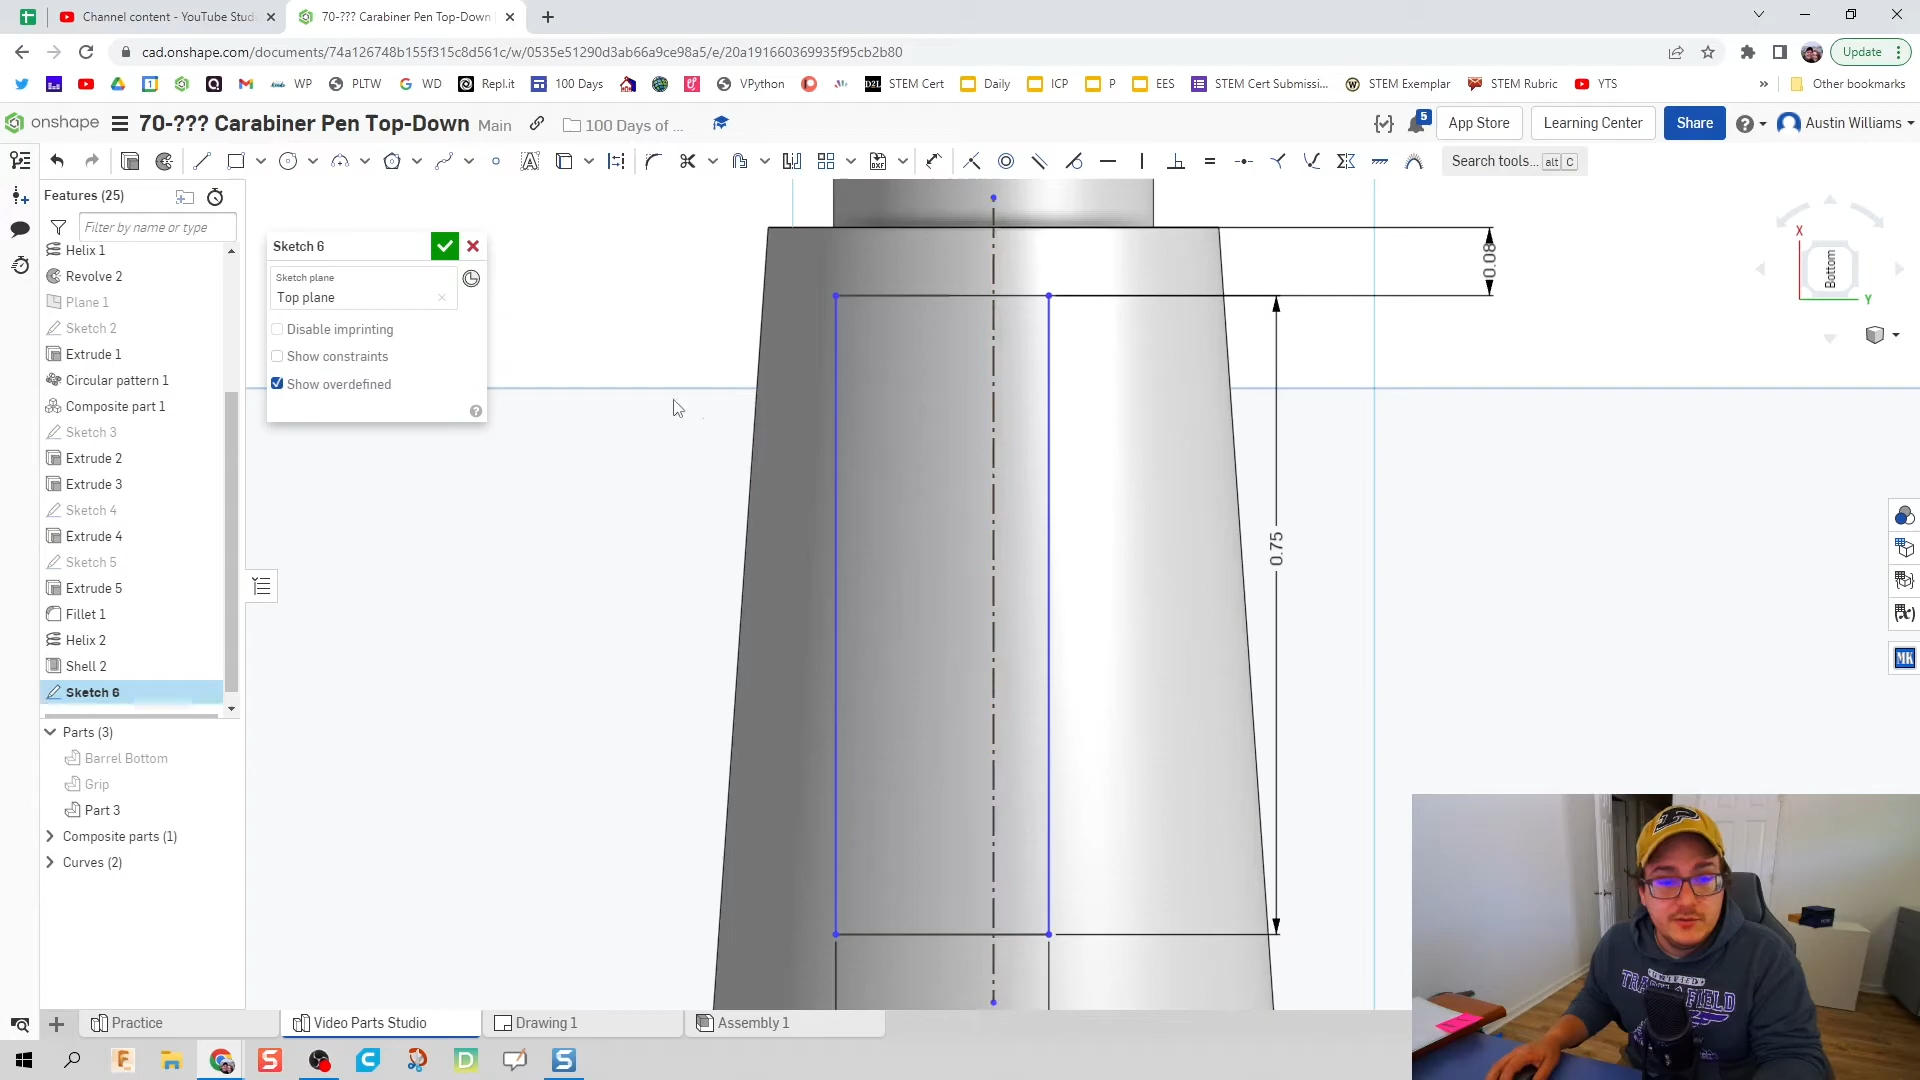 Channel content - YouTube Stud
70-??? Carabiner Pen Top-Down
cad.onshape.com/documents/74a126748b155f315c8d561c/w/0535e51290d3ab66a9ce98a5/e/20a191660369935f95cb2b80
Update
WP
PLTW
WD
Repl.it
100 Days
VPython
STEM Cert
Daily
ICP
P
EES
STEM Cert Submissi...
STEM Exemplar
STEM Rubric
YTS
»
Other bookmarks
onshape
70-??? Carabiner Pen Top-Down
Main
100 Days of ...
5
App Store
Learning Center
Share
Austin Williams
Search tools...
alt C
Features (25)
Filter by name or type
Helix 1
Revolve 2
Plane 1
Sketch 2
Extrude 1
Circular pattern 1
Composite part 1
Sketch 3
Extrude 2
Extrude 3
Sketch 4
Extrude 4
Sketch 5
Extrude 5
Fillet 1
Helix 2
Shell 2
Sketch 6
Parts (3)
Barrel Bottom
Grip
Part 3
Composite parts (1)
Curves (2)
Sketch 6
Sketch plane
Top plane
Disable imprinting
Show constraints
Show overdefined
0.08
0.75
X
Bottom
Y
MK
Practice
Video Parts Studio
Drawing 1
Assembly 1